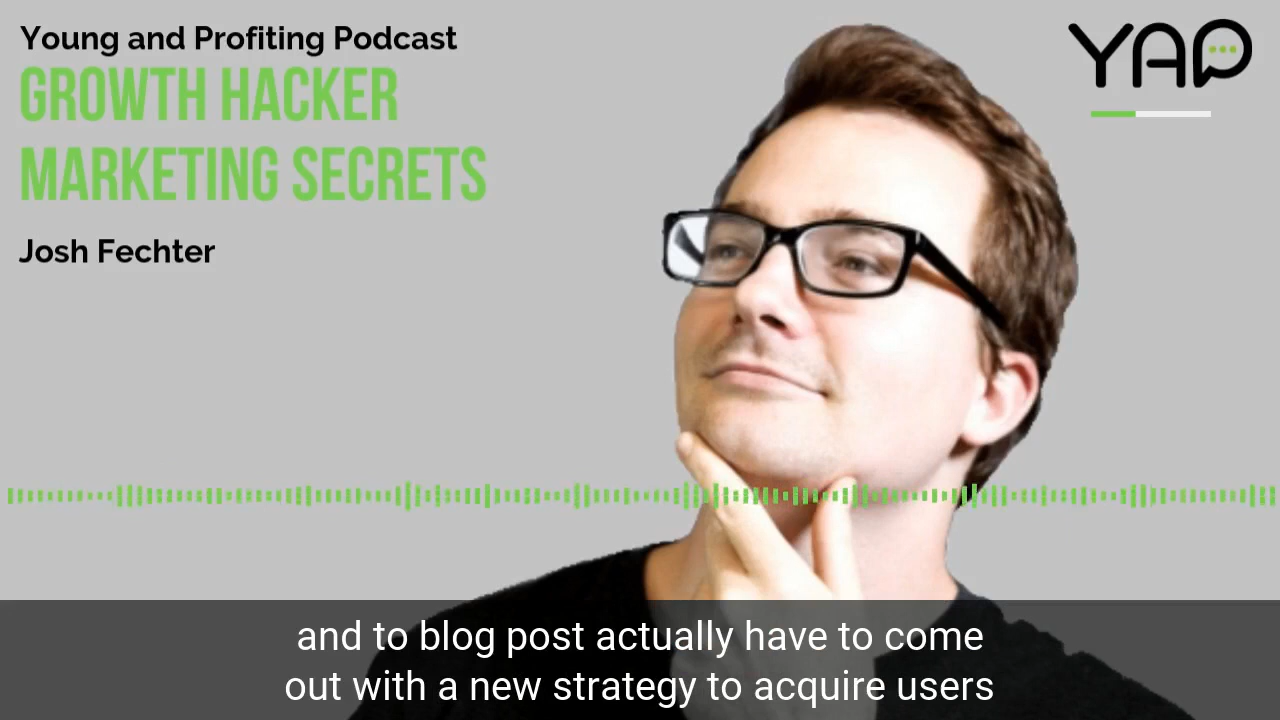 Young and Profiting Podcast
YAP
GROWTH HACKER
MARKETING SECRETS
Josh Fechter
and to blog post actually have to come
out with a new strategy to acquire users